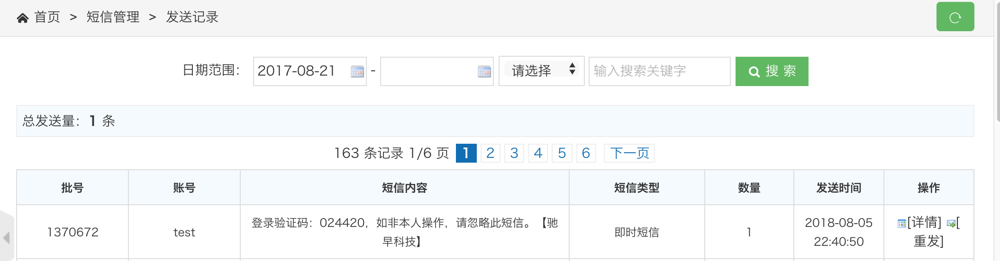 首页 > 短信管理 > 发送记录
日期范围： 2017-08-21 - 请选择 输入搜索关键字 搜 索
总发送量： 1 条
163 条记录 1/6 页 1 2 3 4 5 6 下一页
批号 账号 短信内容 短信类型 数量 发送时间 操作
1370672 test 登录验证码：024420，如非本人操作，请忽略此短信。【驰
早科技】 即时短信 1 2018-08-05
22:40:50 [详情] [
重发]